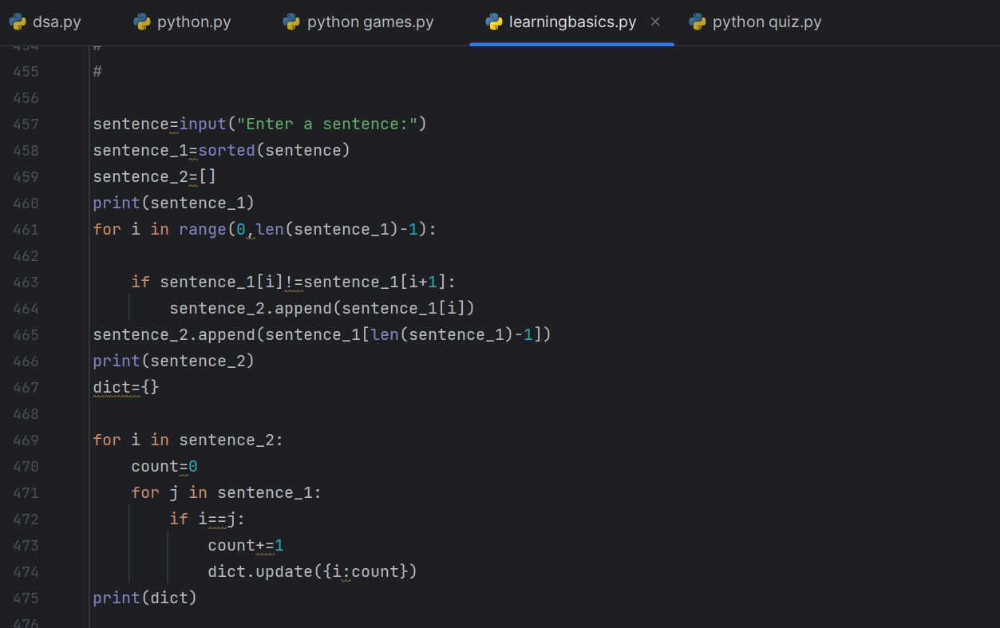 dsa.py python.py python games.py learningbasics.py × python quiz.py
454 #
455 #
456
457 sentence=input("Enter a sentence:")
458 sentence_1=sorted(sentence)
459 sentence_2=[]
460 print(sentence_1)
461 for i in range(0,len(sentence_1)-1):
462
463     if sentence_1[i]!=sentence_1[i+1]:
464         sentence_2.append(sentence_1[i])
465 sentence_2.append(sentence_1[len(sentence_1)-1])
466 print(sentence_2)
467 dict={}
468
469 for i in sentence_2:
470     count=0
471     for j in sentence_1:
472         if i==j:
473             count+=1
474             dict.update({i:count})
475 print(dict)
476